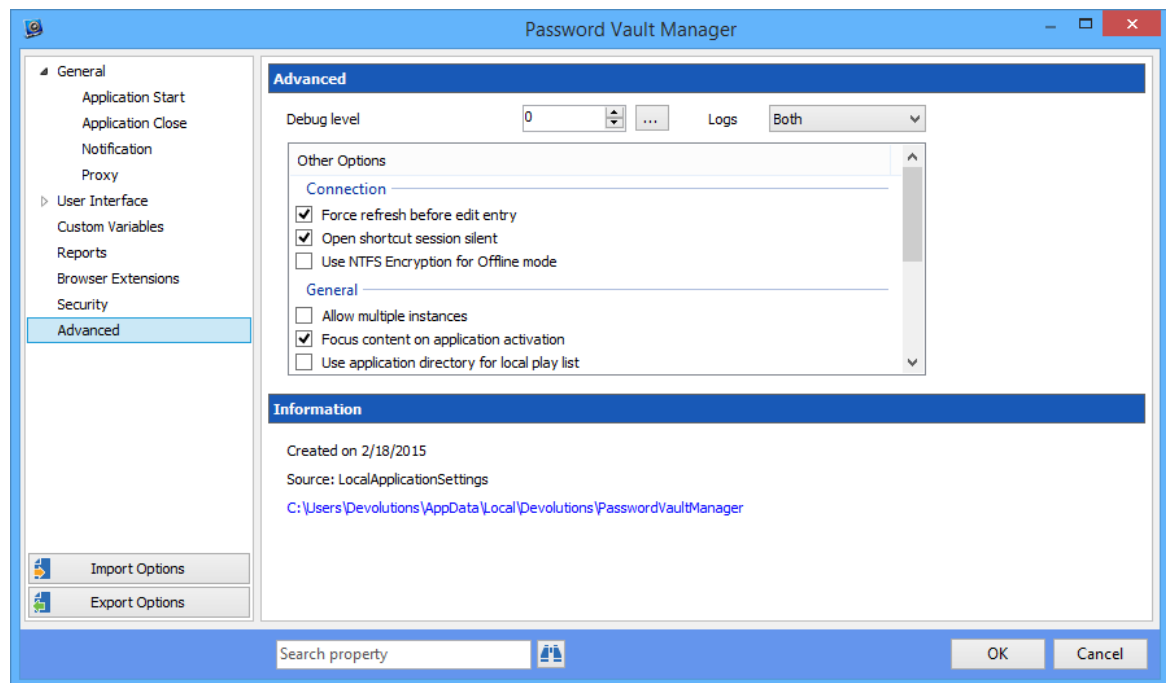 Password Vault Manager
General
Application Start
Application Close
Notification
Proxy
User Interface
Custom Variables
Reports
Browser Extensions
Security
Advanced
Import Options
Export Options
Advanced
Debug level 0 ... Logs Both
Other Options
Connection
Force refresh before edit entry
Open shortcut session silent
Use NTFS Encryption for Offline mode
General
Allow multiple instances
Focus content on application activation
Use application directory for local play list
Information
Created on 2/18/2015
Source: LocalApplicationSettings
C:\Users\Devolutions\AppData\Local\Devolutions\PasswordVaultManager
Search property
OK Cancel